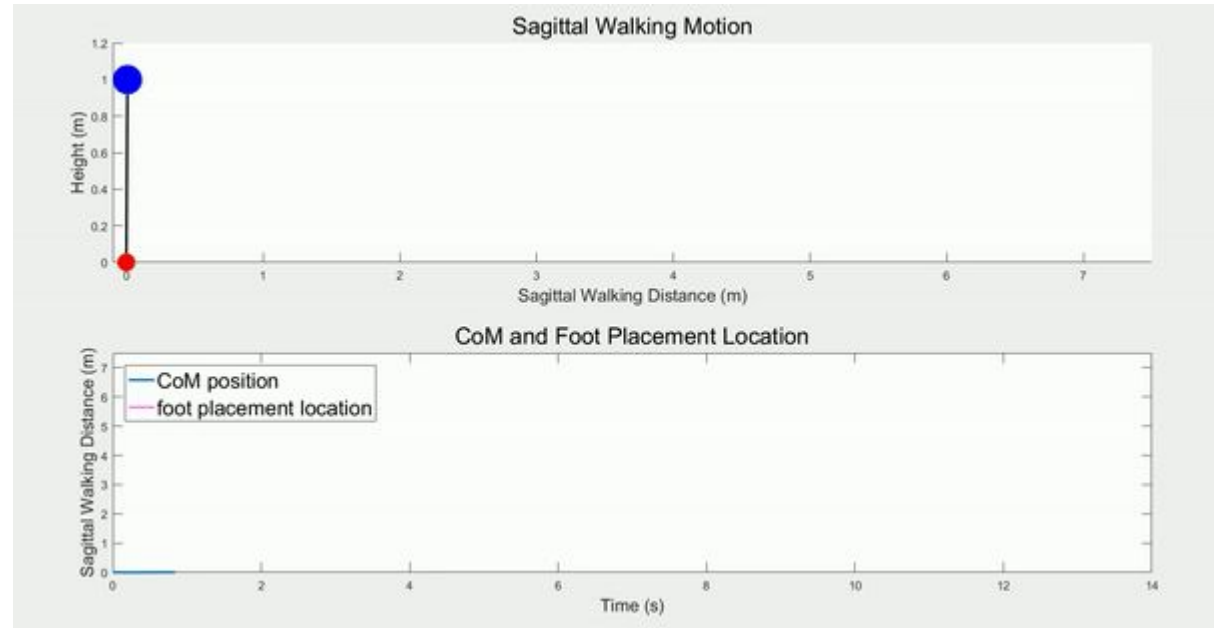 Sagittal Walking Motion
1.2
1
0.8
0.6
0.4
0.2
0
Height (m)
0 1 2 3 4 5 6 7
Sagittal Walking Distance (m)
CoM and Foot Placement Location
7
6
5
4
3
2
1
0
Sagittal Walking Distance (m)
CoM position
foot placement location
0 2 4 6 8 10 12 14
Time (s)